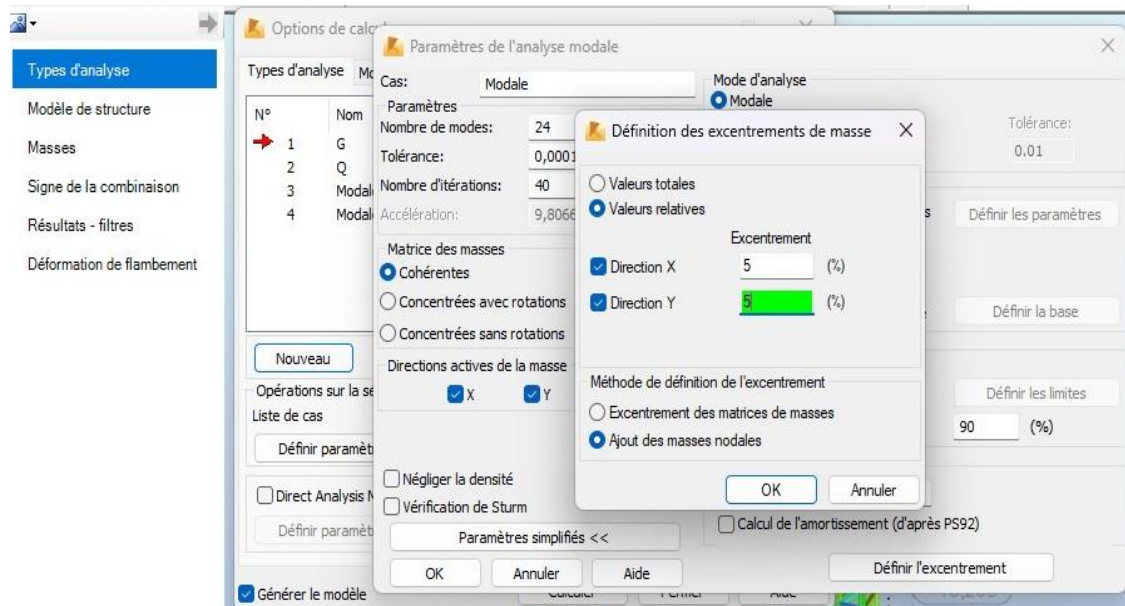 Types d'analyse
Modèle de structure
Masses
Signe de la combinaison
Résultats - filtres
Déformation de flambement
Options de calc
Types d'analyse
N° Nom
1 G
2 Q
3 Modal
4 Modal
Nouveau
Opérations sur la sé
Liste de cas
Définir paramèt
Direct Analysis M
Définir paramèt
Générer le modèle
Paramètres de l'analyse modale
Cas: Modale
Paramètres
Nombre de modes: 24
Tolérance: 0,0001
Nombre d'itérations: 40
Accélération: 9,8066
Matrice des masses
Cohérentes
Concentrées avec rotations
Concentrées sans rotations
Directions actives de la masse
X Y
Négliger la densité
Vérification de Sturm
Paramètres simplifiés <<
OK Annuler Aide
Mode d'analyse
Modale
Tolérance:
0.01
Définir les paramètres
Définir la base
Définir les limites
90 (%)
Calcul de l'amortissement (d'après PS92)
Définir l'excentrement
Définition des excentrements de masse
Valeurs totales
Valeurs relatives
Excentrement
Direction X 5 (%)
Direction Y 5 (%)
Méthode de définition de l'excentrement
Excentrement des matrices de masses
Ajout des masses nodales
OK Annuler